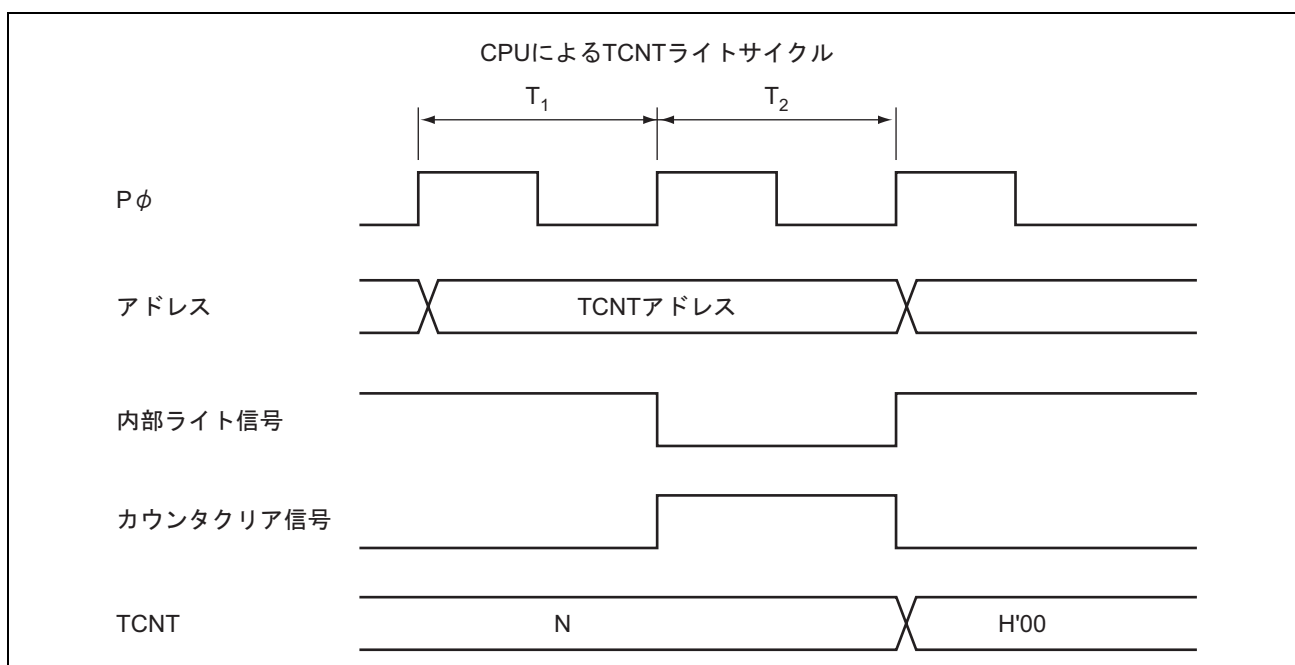 CPUによるTCNTライトサイクル
T1 T2
Pφ
アドレス TCNTアドレス
内部ライト信号
カウンタクリア信号
TCNT N H'00